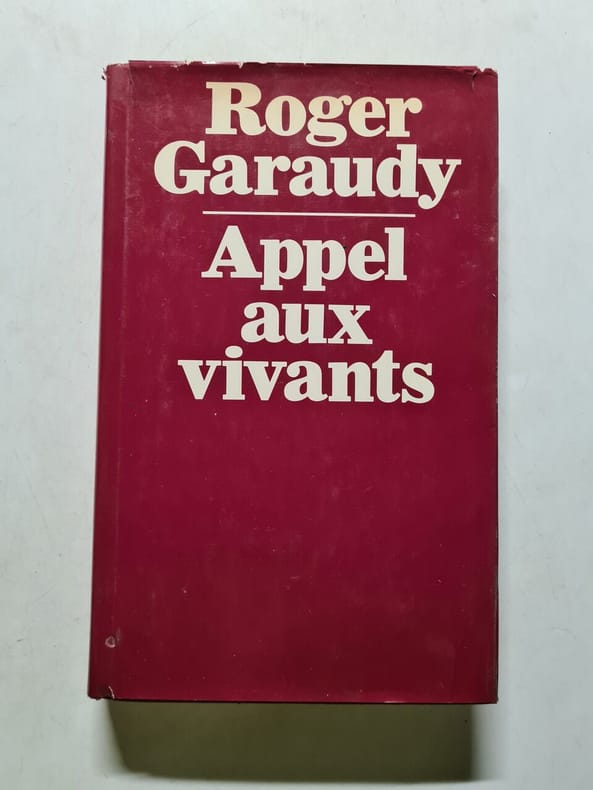 Roger
Garaudy
Appel
aux
vivants